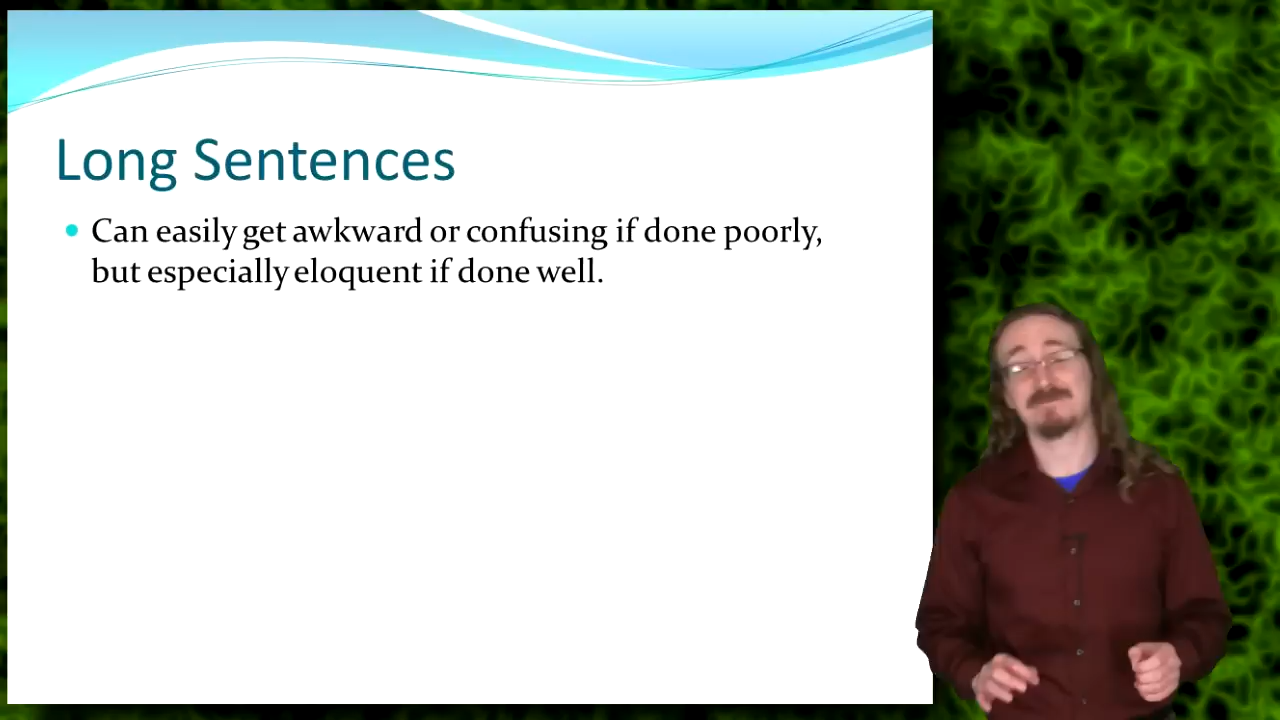 Long Sentences
Can easily get awkward or confusing if done poorly,
but especially eloquent if done well.